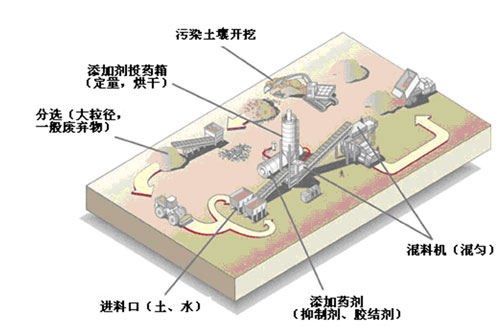 污染土壤开挖
添加剂投药箱
（定量，烘干）
分选（大粒径，
一般废弃物）
混料机（混匀）
进料口（土、水）
添加药剂
（抑制剂、胶结剂）